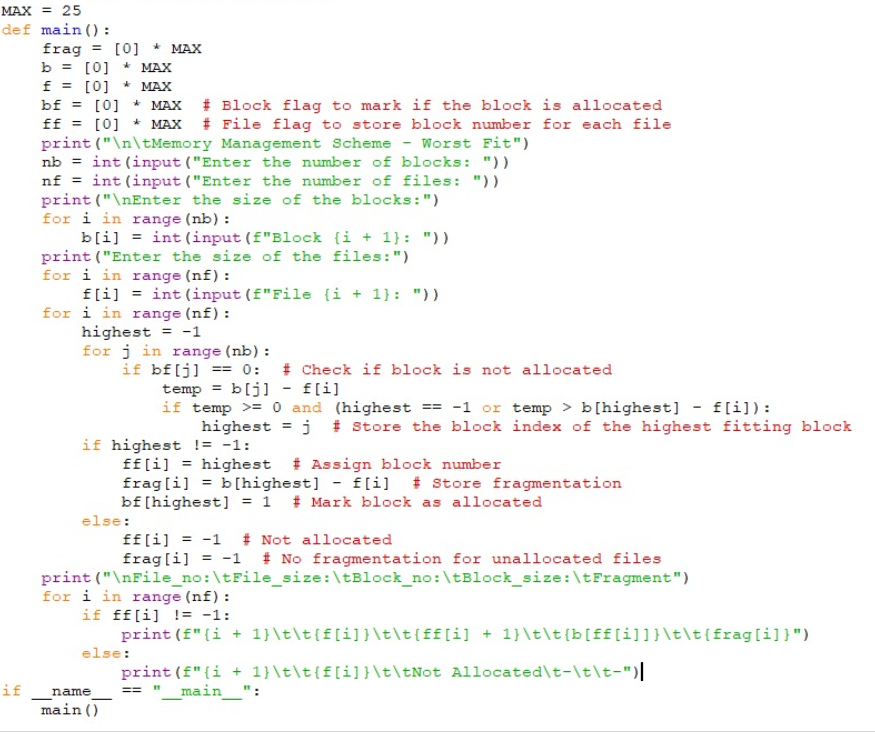 MAX = 25
def main():
    frag = [0] * MAX
    b = [0] * MAX
    f = [0] * MAX
    bf = [0] * MAX  # Block flag to mark if the block is allocated
    ff = [0] * MAX  # File flag to store block number for each file
    print("\n\tMemory Management Scheme - Worst Fit")
    nb = int(input("Enter the number of blocks: "))
    nf = int(input("Enter the number of files: "))
    print("\nEnter the size of the blocks:")
    for i in range(nb):
        b[i] = int(input(f"Block {i + 1}: "))
    print("Enter the size of the files:")
    for i in range(nf):
        f[i] = int(input(f"File {i + 1}: "))
    for i in range(nf):
        highest = -1
        for j in range(nb):
            if bf[j] == 0:  # Check if block is not allocated
                temp = b[j] - f[i]
                if temp >= 0 and (highest == -1 or temp > b[highest] - f[i]):
                    highest = j  # Store the block index of the highest fitting block
        if highest != -1:
            ff[i] = highest  # Assign block number
            frag[i] = b[highest] - f[i]  # Store fragmentation
            bf[highest] = 1  # Mark block as allocated
        else:
            ff[i] = -1  # Not allocated
            frag[i] = -1  # No fragmentation for unallocated files
    print("\nFile_no:\tFile_size:\tBlock_no:\tBlock_size:\tFragment")
    for i in range(nf):
        if ff[i] != -1:
            print(f"{i + 1}\t\t{f[i]}\t\t{ff[i] + 1}\t\t{b[ff[i]]}\t\t{frag[i]}")
        else:
            print(f"{i + 1}\t\t{f[i]}\t\tNot Allocated\t-\t\t-")
if __name__ == "__main__":
    main()